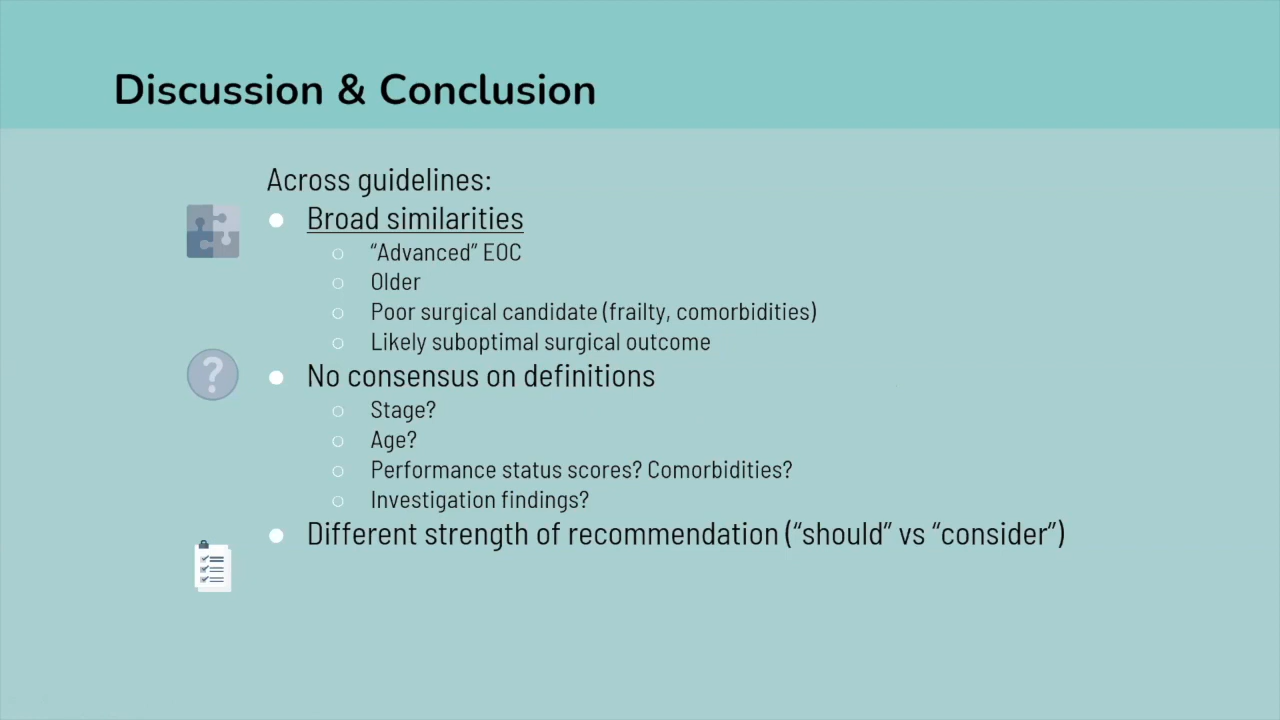 Discussion & Conclusion
Across guidelines:
● Broad similarities
○ “Advanced” EOC
○ Older
○ Poor surgical candidate (frailty, comorbidities)
○ Likely suboptimal surgical outcome
?
● No consensus on definitions
○ Stage?
○ Age?
○ Performance status scores? Comorbidities?
○ Investigation findings?
● Different strength of recommendation (“should” vs “consider”)